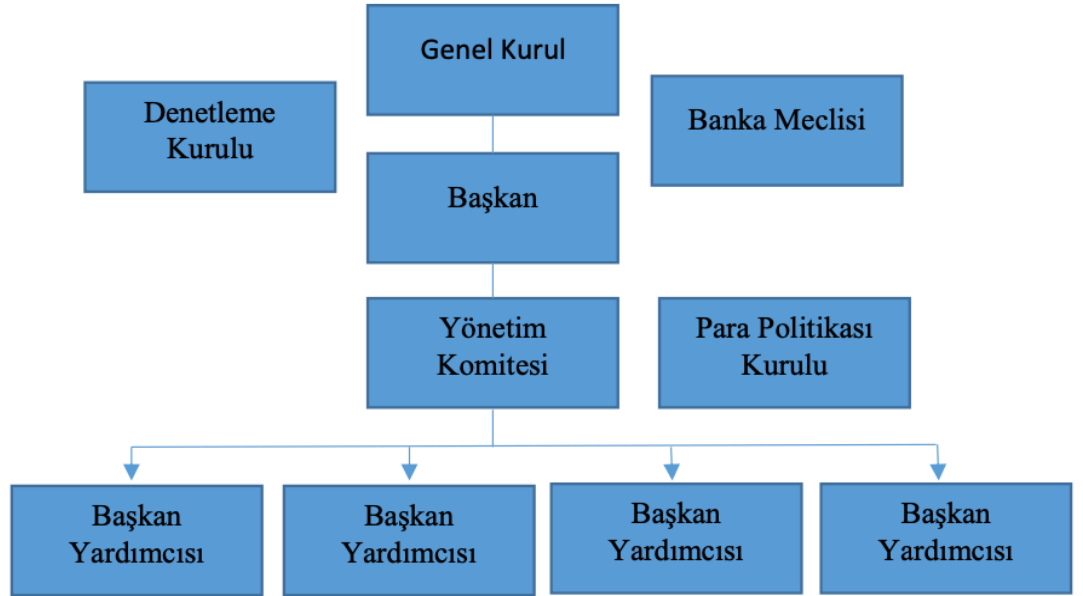 Genel Kurul
Denetleme
Kurulu
Banka Meclisi
Başkan
Yönetim
Komitesi
Para Politikası
Kurulu
Başkan
Yardımcısı
Başkan
Yardımcısı
Başkan
Yardımcısı
Başkan
Yardımcısı